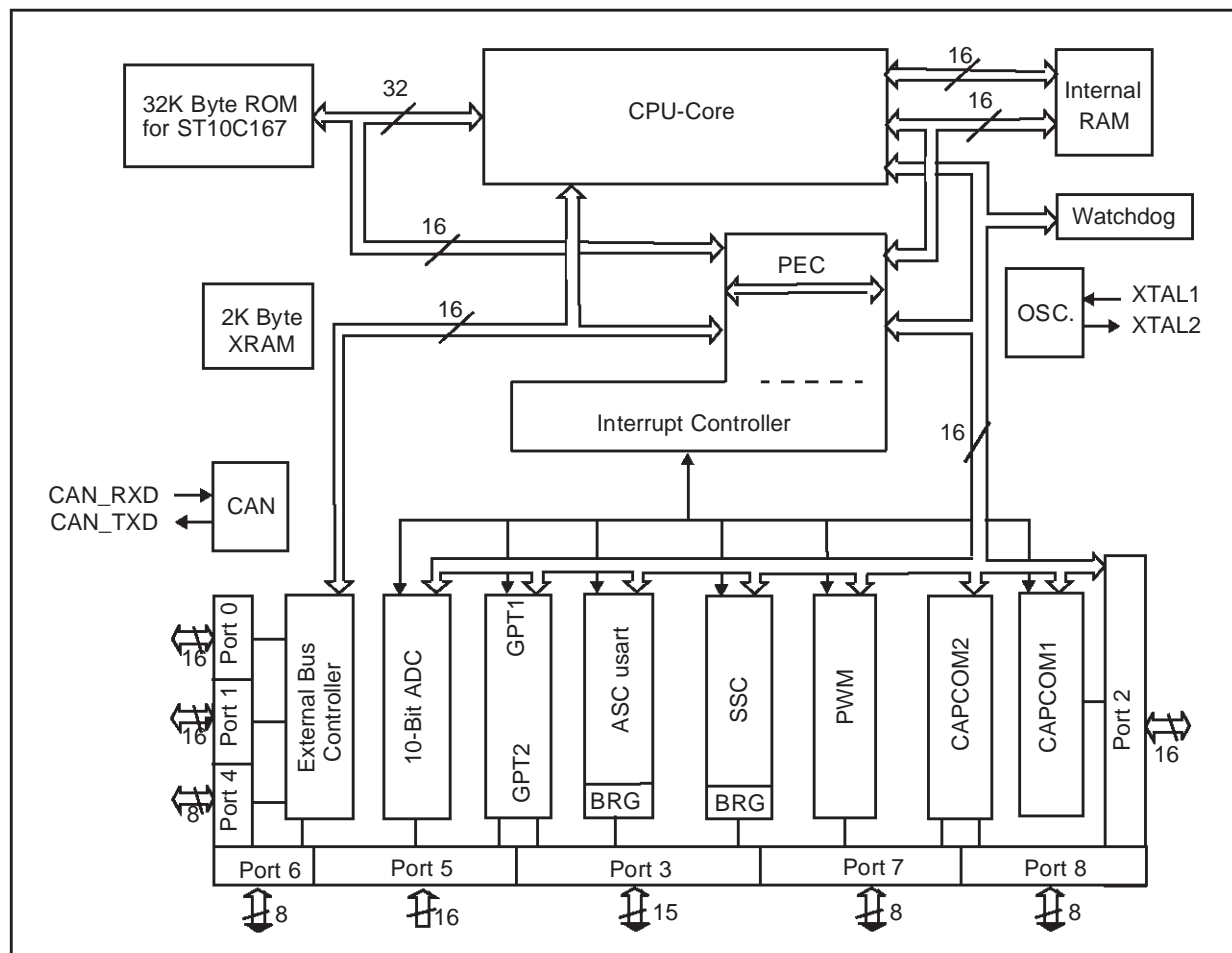 32K Byte ROM
for ST10C167
32
CPU-Core
16
16
Internal
RAM
Watchdog
16
PEC
2K Byte
XRAM
16
OSC.
XTAL1
XTAL2
Interrupt Controller
16
CAN_RXD
CAN_TXD
CAN
Port 0
16
Port 1
16
Port 4
8
External Bus
Controller
10-Bit ADC
GPT1
GPT2
ASC usart
BRG
SSC
BRG
PWM
CAPCOM2
CAPCOM1
Port 2
16
Port 6
Port 5
Port 3
Port 7
Port 8
8
16
15
8
8